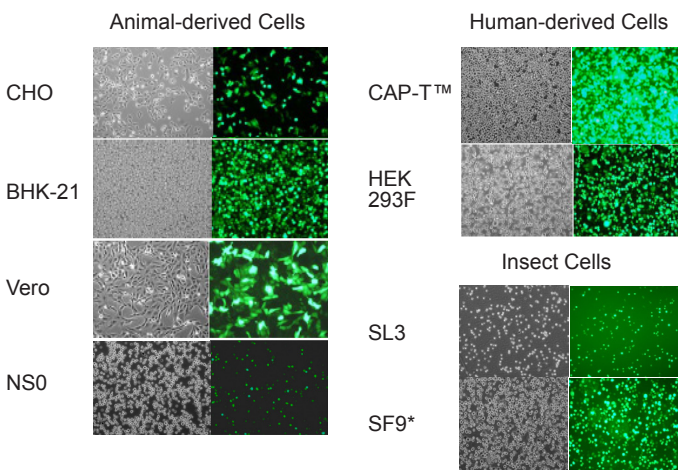 Animal-derived Cells
CHO
BHK-21
Vero
NS0
Human-derived Cells
CAP-T™
HEK
293F
Insect Cells
SL3
SF9*